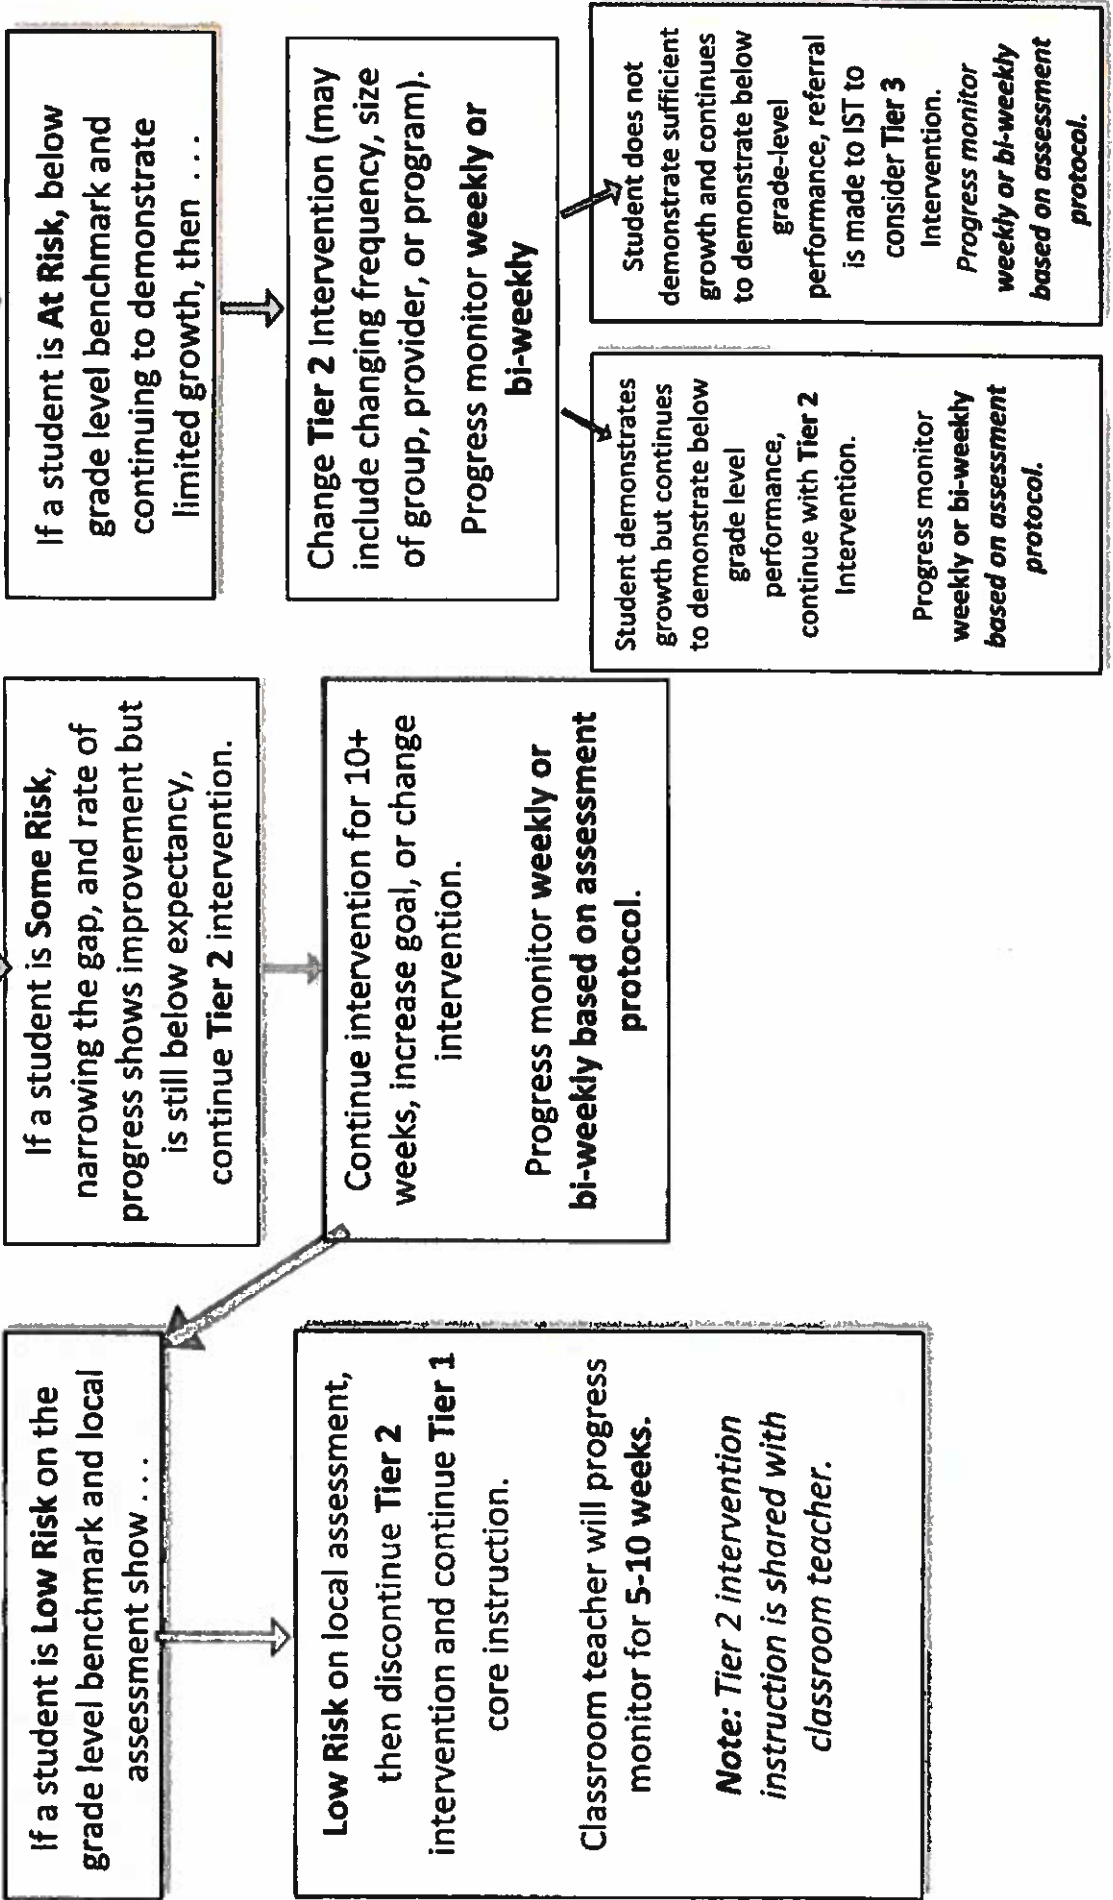 If a student is Low Risk on the
grade level benchmark and local
assessment show . . .
Low Risk on local assessment,
then discontinue Tier 2
intervention and continue Tier 1
core instruction.
Classroom teacher will progress
monitor for 5-10 weeks.
Note: Tier 2 intervention
instruction is shared with
classroom teacher.
If a student is Some Risk,
narrowing the gap, and rate of
progress shows improvement but
is still below expectancy,
continue Tier 2 intervention.
Continue intervention for 10+
weeks, increase goal, or change
intervention.
Progress monitor weekly or
bi-weekly based on assessment
protocol.
If a student is At Risk, below
grade level benchmark and
continuing to demonstrate
limited growth, then . . .
Change Tier 2 Intervention (may
include changing frequency, size
of group, provider, or program).
Progress monitor weekly or
bi-weekly
Student demonstrates
growth but continues
to demonstrate below
grade level
performance,
continue with Tier 2
Intervention.
Progress monitor
weekly or bi-weekly
based on assessment
protocol.
Student does not
demonstrate sufficient
growth and continues
to demonstrate below
grade-level
performance, referral
is made to IST to
consider Tier 3
Intervention.
Progress monitor
weekly or bi-weekly
based on assessment
protocol.